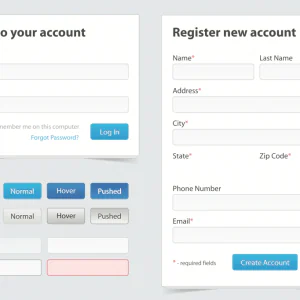 o your account
member me on this computer
Forgot Password?
Log In
Normal
Hover
Pushed
Normal
Hover
Pushed
Register new account
Name*
Last Name
Address*
City*
State*
Zip Code*
Phone Number
Email*
* - required fields
Create Account